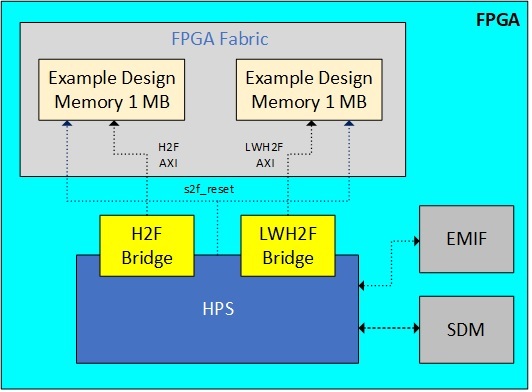 FPGA
FPGA Fabric
Example Design
Memory 1 MB
Example Design
Memory 1 MB
H2F
AXI
LWH2F
AXI
s2f_reset
H2F
Bridge
LWH2F
Bridge
EMIF
HPS
SDM